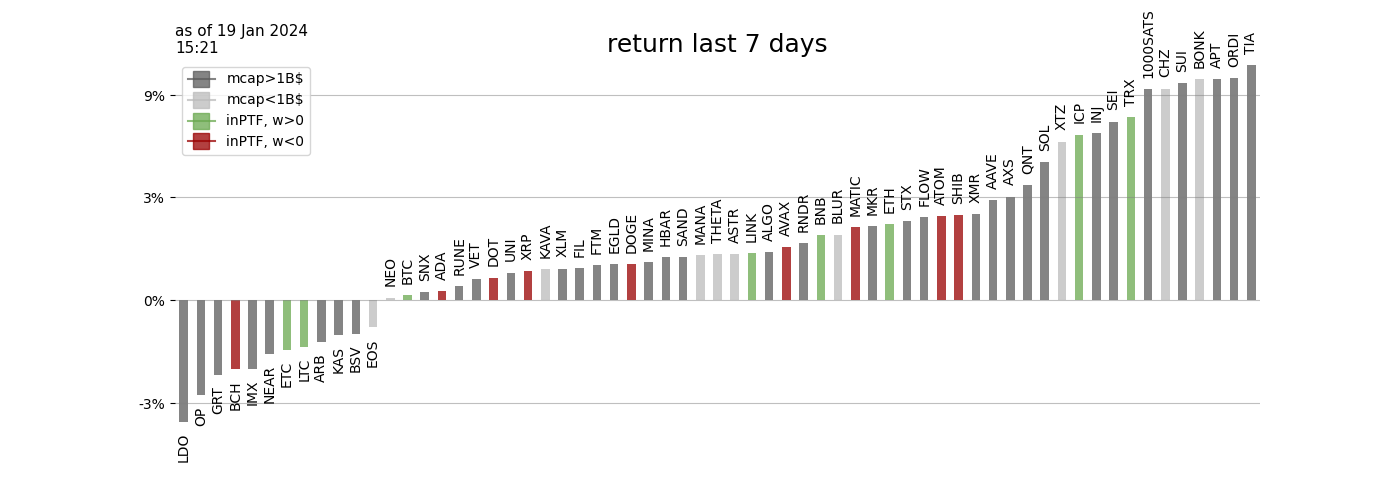 as of 19 Jan 2024
15:21
return last 7 days
mcap>1B$
mcap<1B$
inPTF, w>0
inPTF, w<0
9%
3%
0%
-3%
LDO
OP
GRT
BCH
IMX
NEAR
ETC
LTC
ARB
KAS
BSV
EOS
NEO
BTC
SNX
ADA
RUNE
VET
DOT
UNI
XRP
KAVA
XLM
FIL
FTM
EGLD
DOGE
MINA
HBAR
SAND
MANA
THETA
ASTR
LINK
ALGO
AVAX
RNDR
BNB
BLUR
MATIC
MKR
ETH
STX
FLOW
ATOM
SHIB
XMR
AAVE
AXS
QNT
SOL
XTZ
ICP
INJ
SEI
TRX
1000SATS
CHZ
SUI
BONK
APT
ORDI
TIA